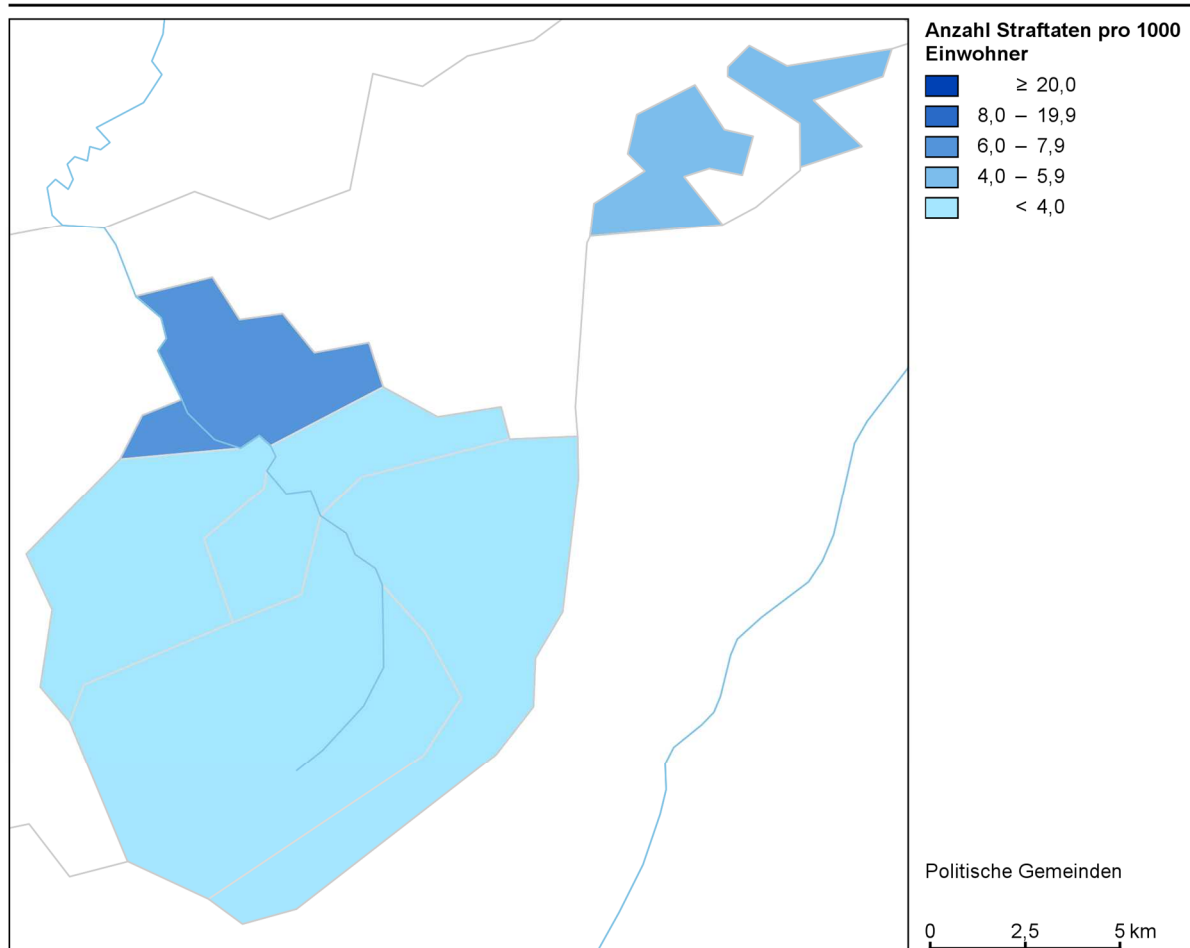 Anzahl Straftaten pro 1000
Einwohner
≥ 20,0
8,0 – 19,9
6,0 – 7,9
4,0 – 5,9
< 4,0
Politische Gemeinden
0 2,5 5 km